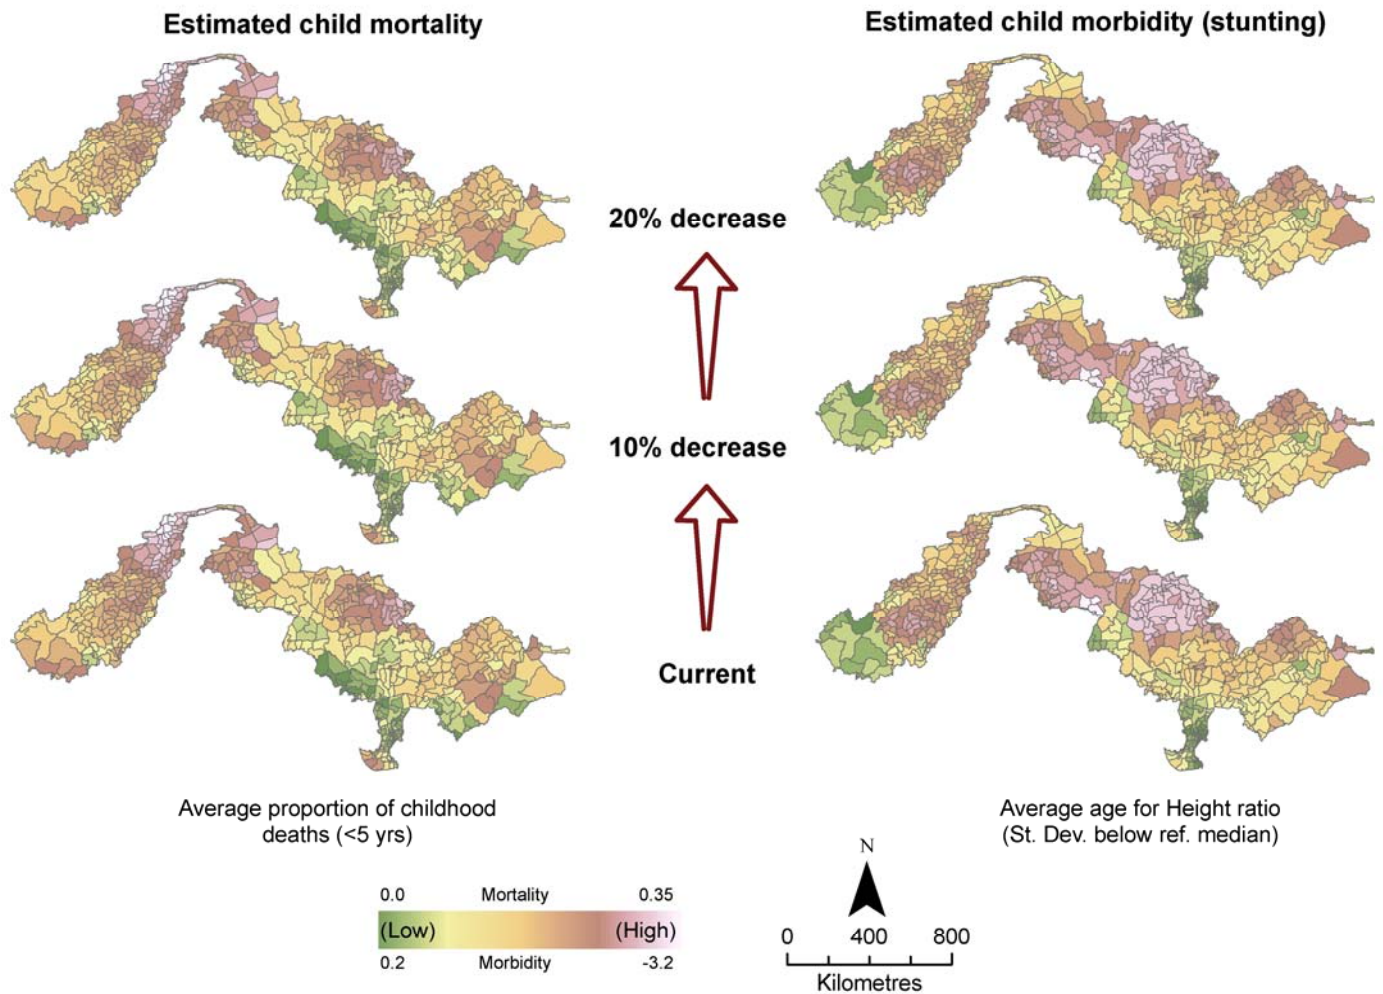 Estimated child mortality
Estimated child morbidity (stunting)
20% decrease
10% decrease
Current
Average proportion of childhood
deaths (<5 yrs)
Average age for Height ratio
(St. Dev. below ref. median)
0.0 Mortality 0.35
(Low) (High)
0.2 Morbidity -3.2
N
0 400 800
Kilometres